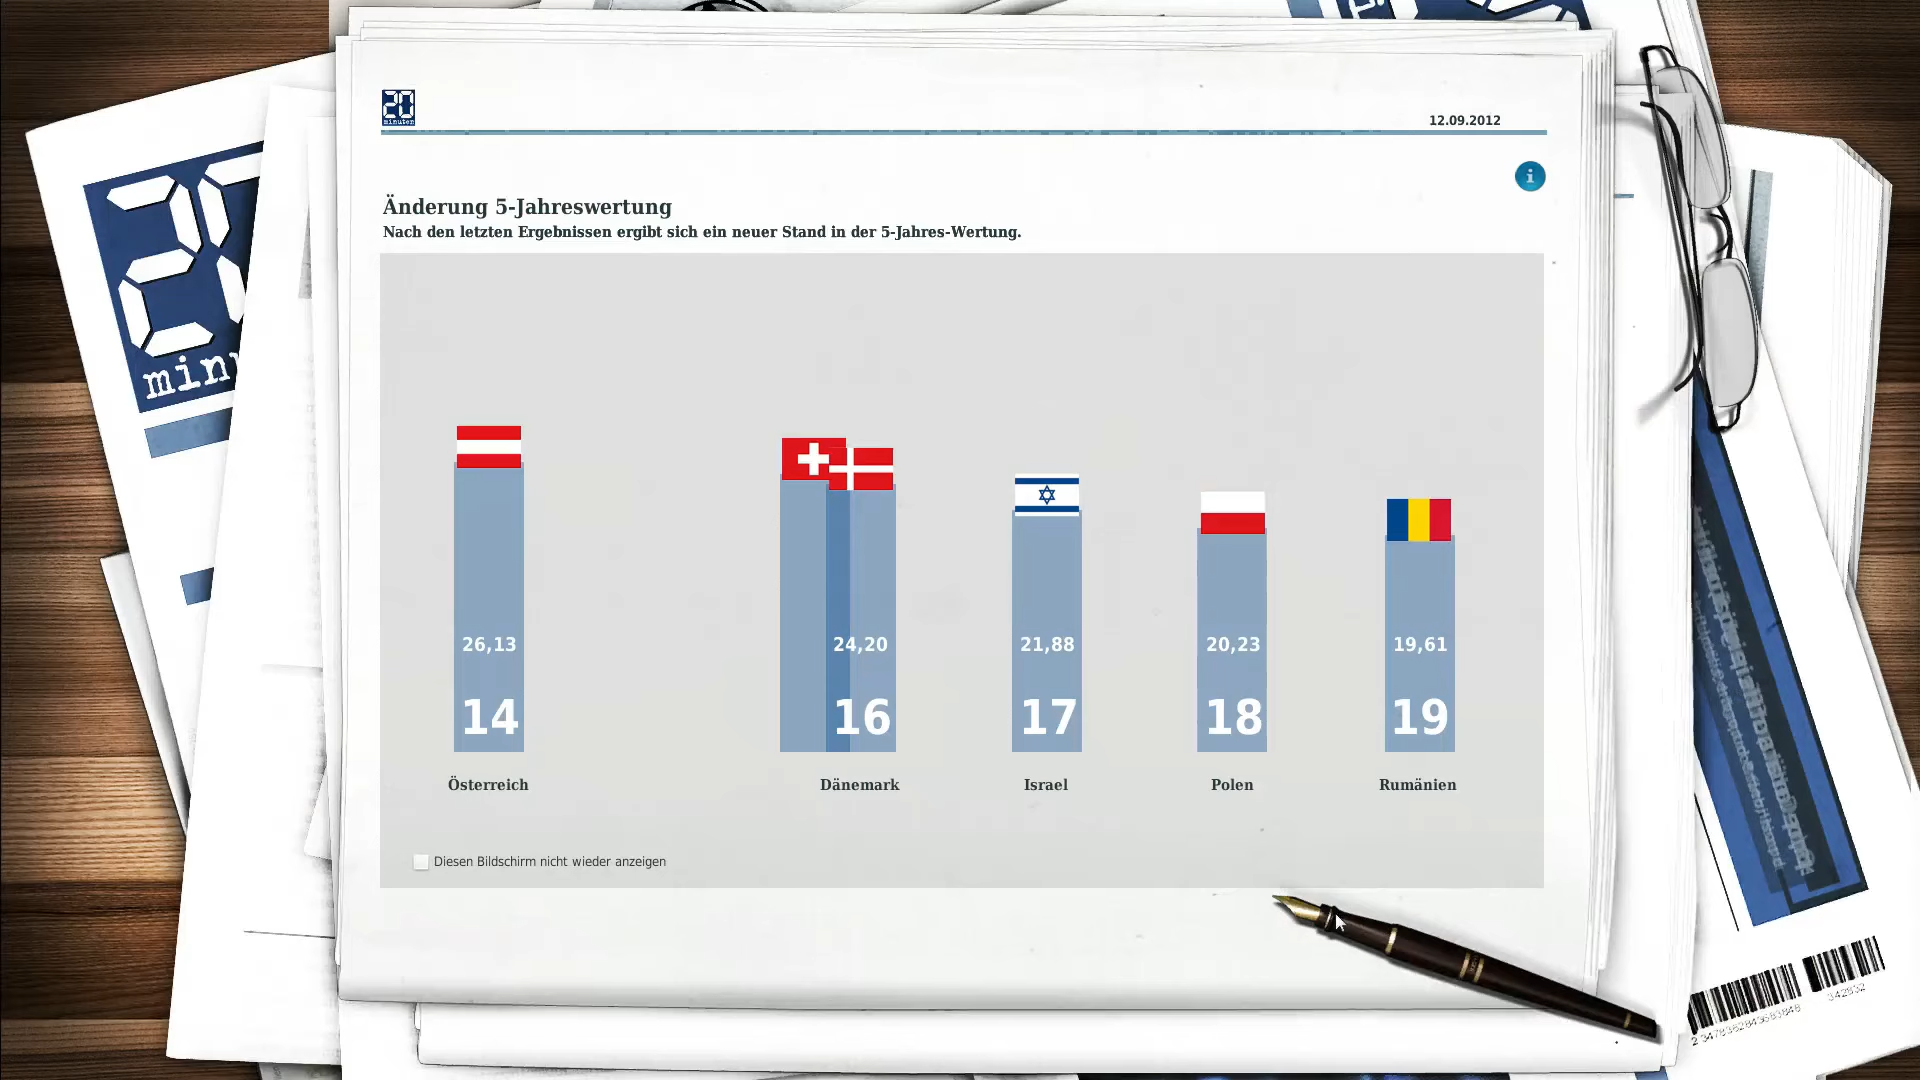 20
minuten
12.09.2012
i
Änderung 5-Jahreswertung
Nach den letzten Ergebnissen ergibt sich ein neuer Stand in der 5-Jahres-Wertung.
26,13
24,20
21,88
20,23
19,61
14
16
17
18
19
Österreich
Dänemark
Israel
Polen
Rumänien
Diesen Bildschirm nicht wieder anzeigen
342832